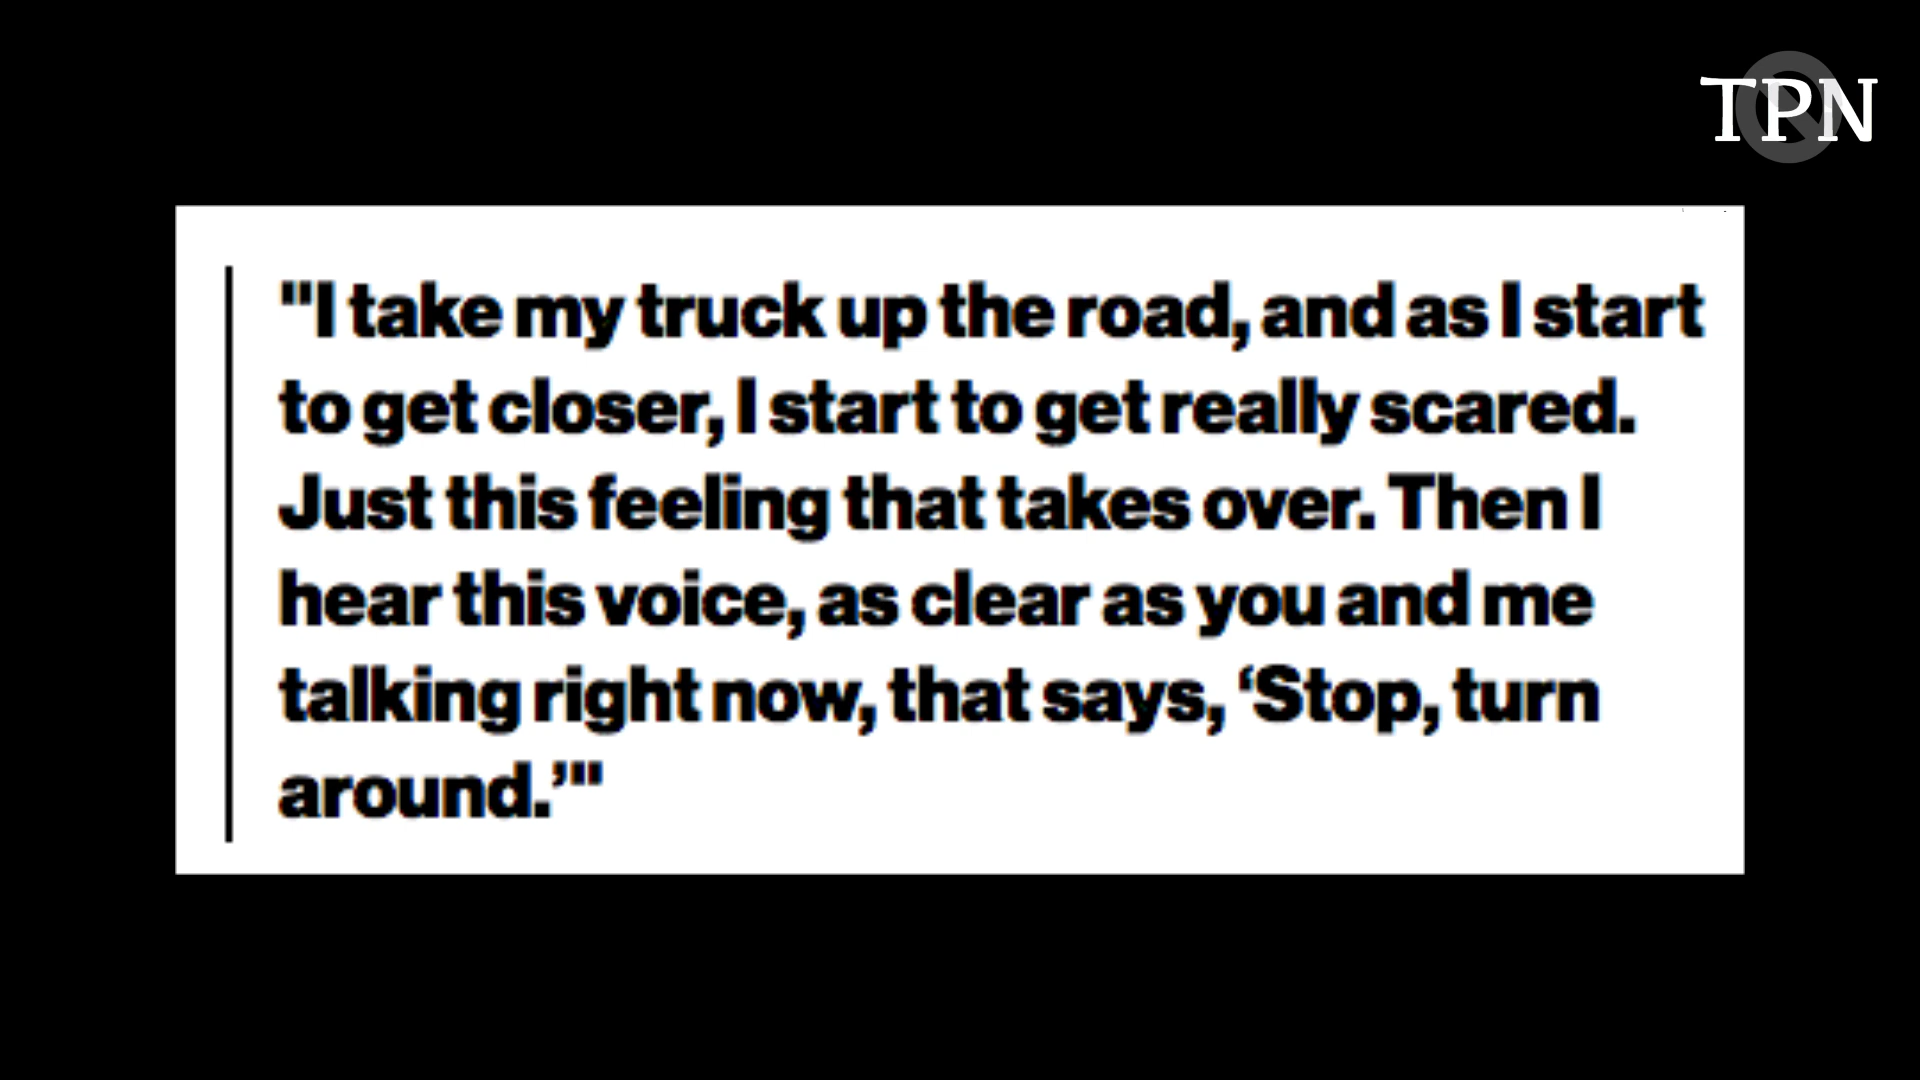 TPN
"I take my truck up the road, and as I start
to get closer, I start to get really scared.
Just this feeling that takes over. Then I
hear this voice, as clear as you and me
talking right now, that says, ‘Stop, turn
around.’"